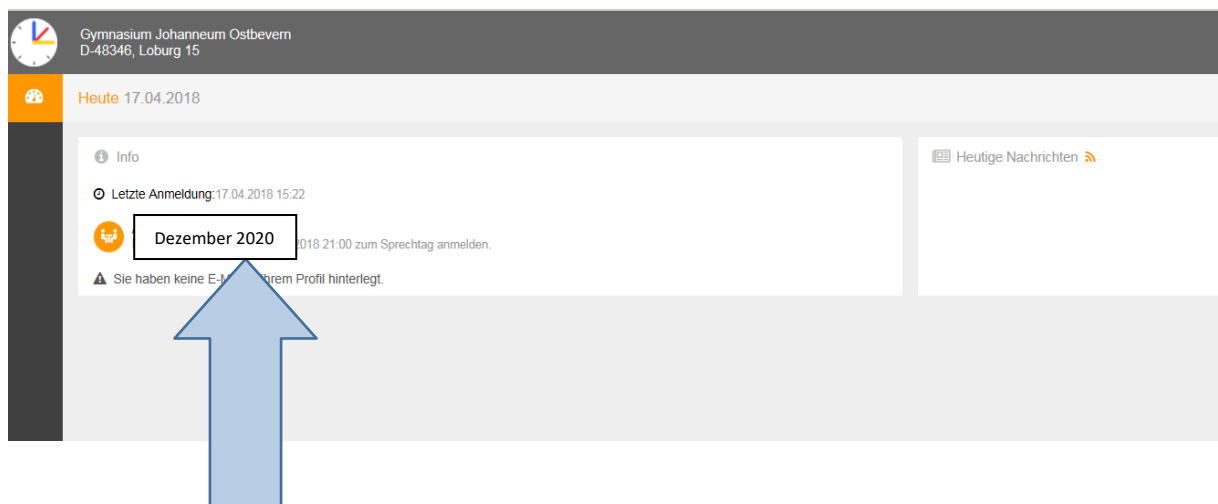 Gymnasium Johanneum Ostbevern
D-48346, Loburg 15
Heute 17.04.2018
Info
Letzte Anmeldung:17.04.2018 15:22
Dezember 2020
2018 21:00 zum Sprechtag anmelden.
Sie haben keine E-M hrem Profil hinterlegt.
Heutige Nachrichten